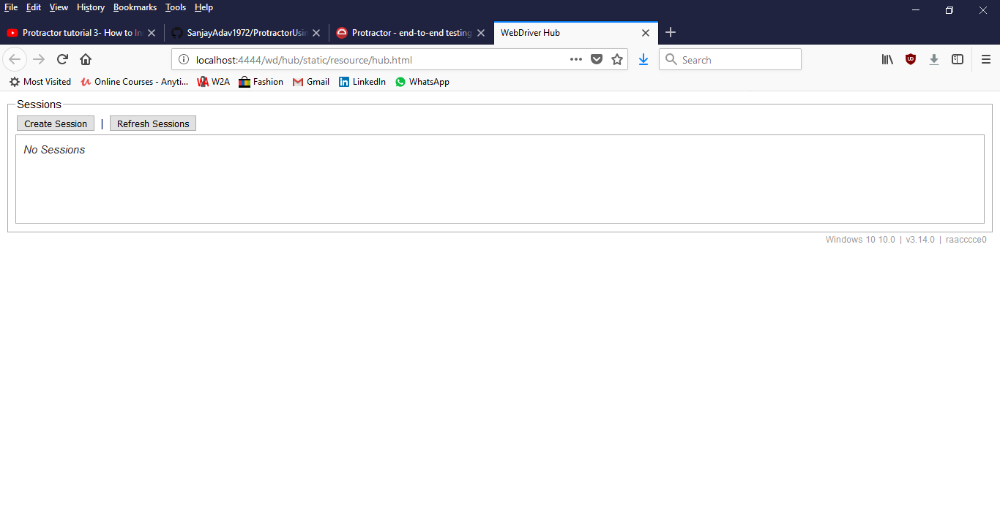 File Edit View History Bookmarks Tools Help
Protractor tutorial 3- How to In
SanjayAdav1972/ProtractorUsin
Protractor - end-to-end testing
WebDriver Hub
localhost:4444/wd/hub/static/resource/hub.html
Search
Most Visited Online Courses - Anyti... W2A Fashion Gmail LinkedIn WhatsApp
Sessions
Create Session | Refresh Sessions
No Sessions
Windows 10 10.0 | v3.14.0 | raacccce0